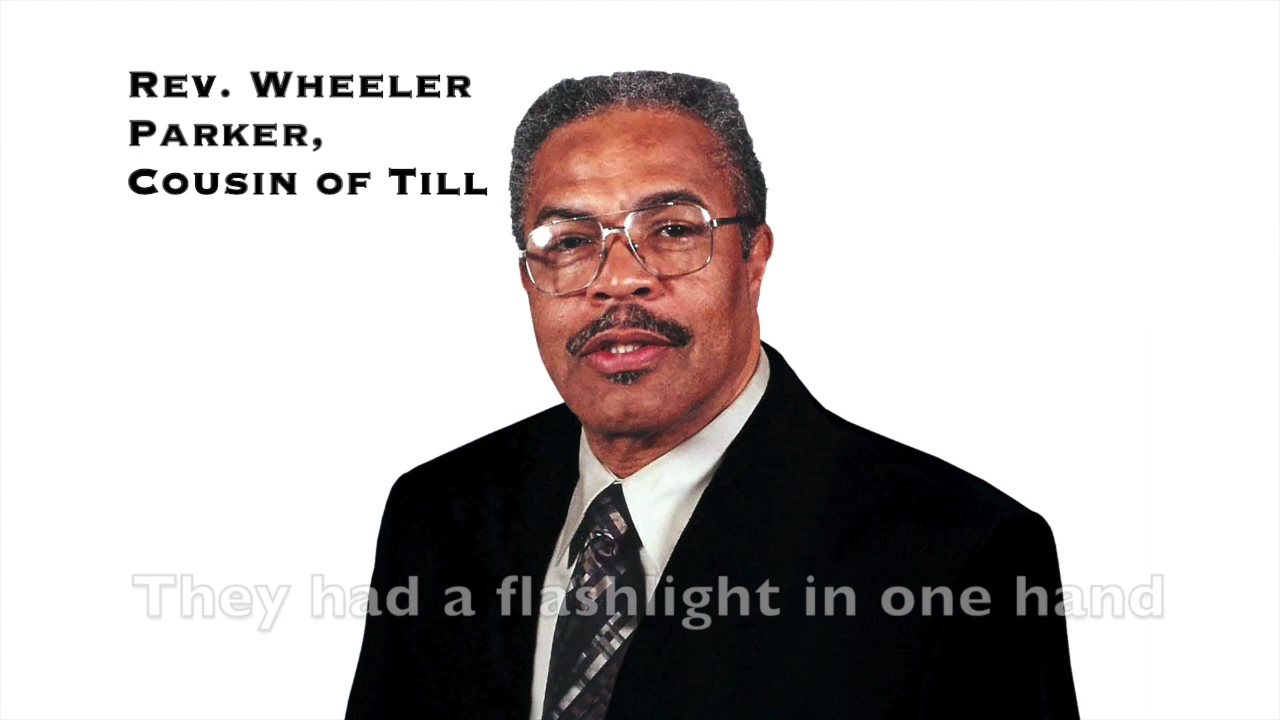 Rev. Wheeler
Parker,
Cousin of Till
They had a flashlight in one hand